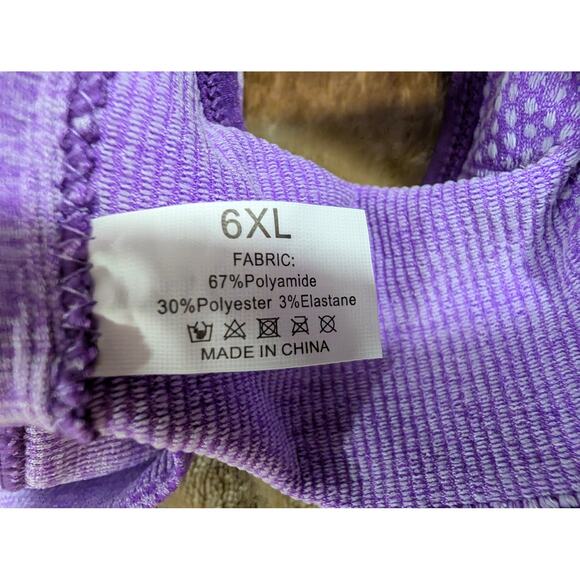 6XL
FABRIC:
67%Polyamide
30%Polyester 3%Elastane
MADE IN CHINA